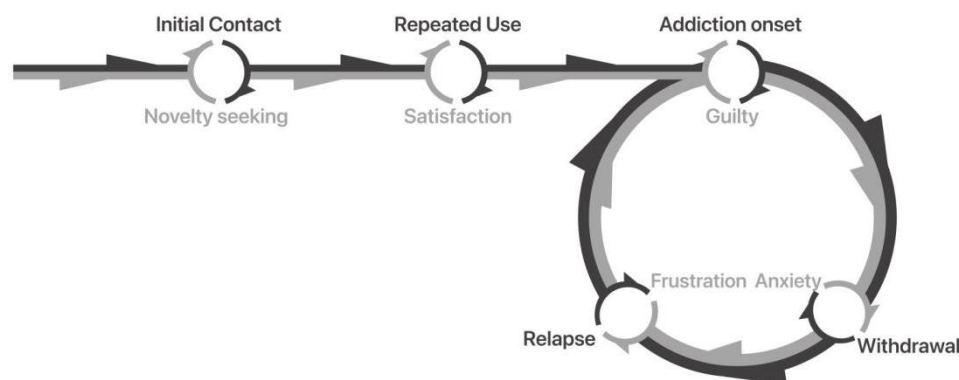 Initial Contact
Repeated Use
Addiction onset
Novelty seeking
Satisfaction
Guilty
Frustration
Anxiety
Relapse
Withdrawal